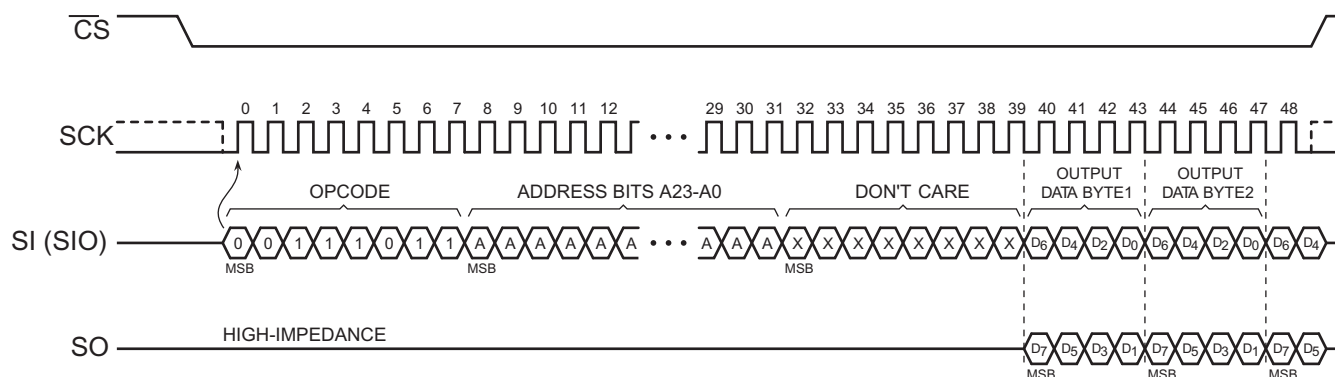 CS
SCK
0 1 2 3 4 5 6 7 8 9 10 11 12 29 30 31 32 33 34 35 36 37 38 39 40 41 42 43 44 45 46 47 48
OPCODE
ADDRESS BITS A23-A0
DON'T CARE
OUTPUT
DATA BYTE1
OUTPUT
DATA BYTE2
SI (SIO)
0 0 1 1 1 0 1 1 A A A A A A • • • A A A X X X X X X X X D6 D4 D2 D0 D6 D4 D2 D0 D6 D4
MSB MSB MSB
HIGH-IMPEDANCE
SO
D7 D5 D3 D1 D7 D5 D3 D1 D7 D5
MSB MSB MSB